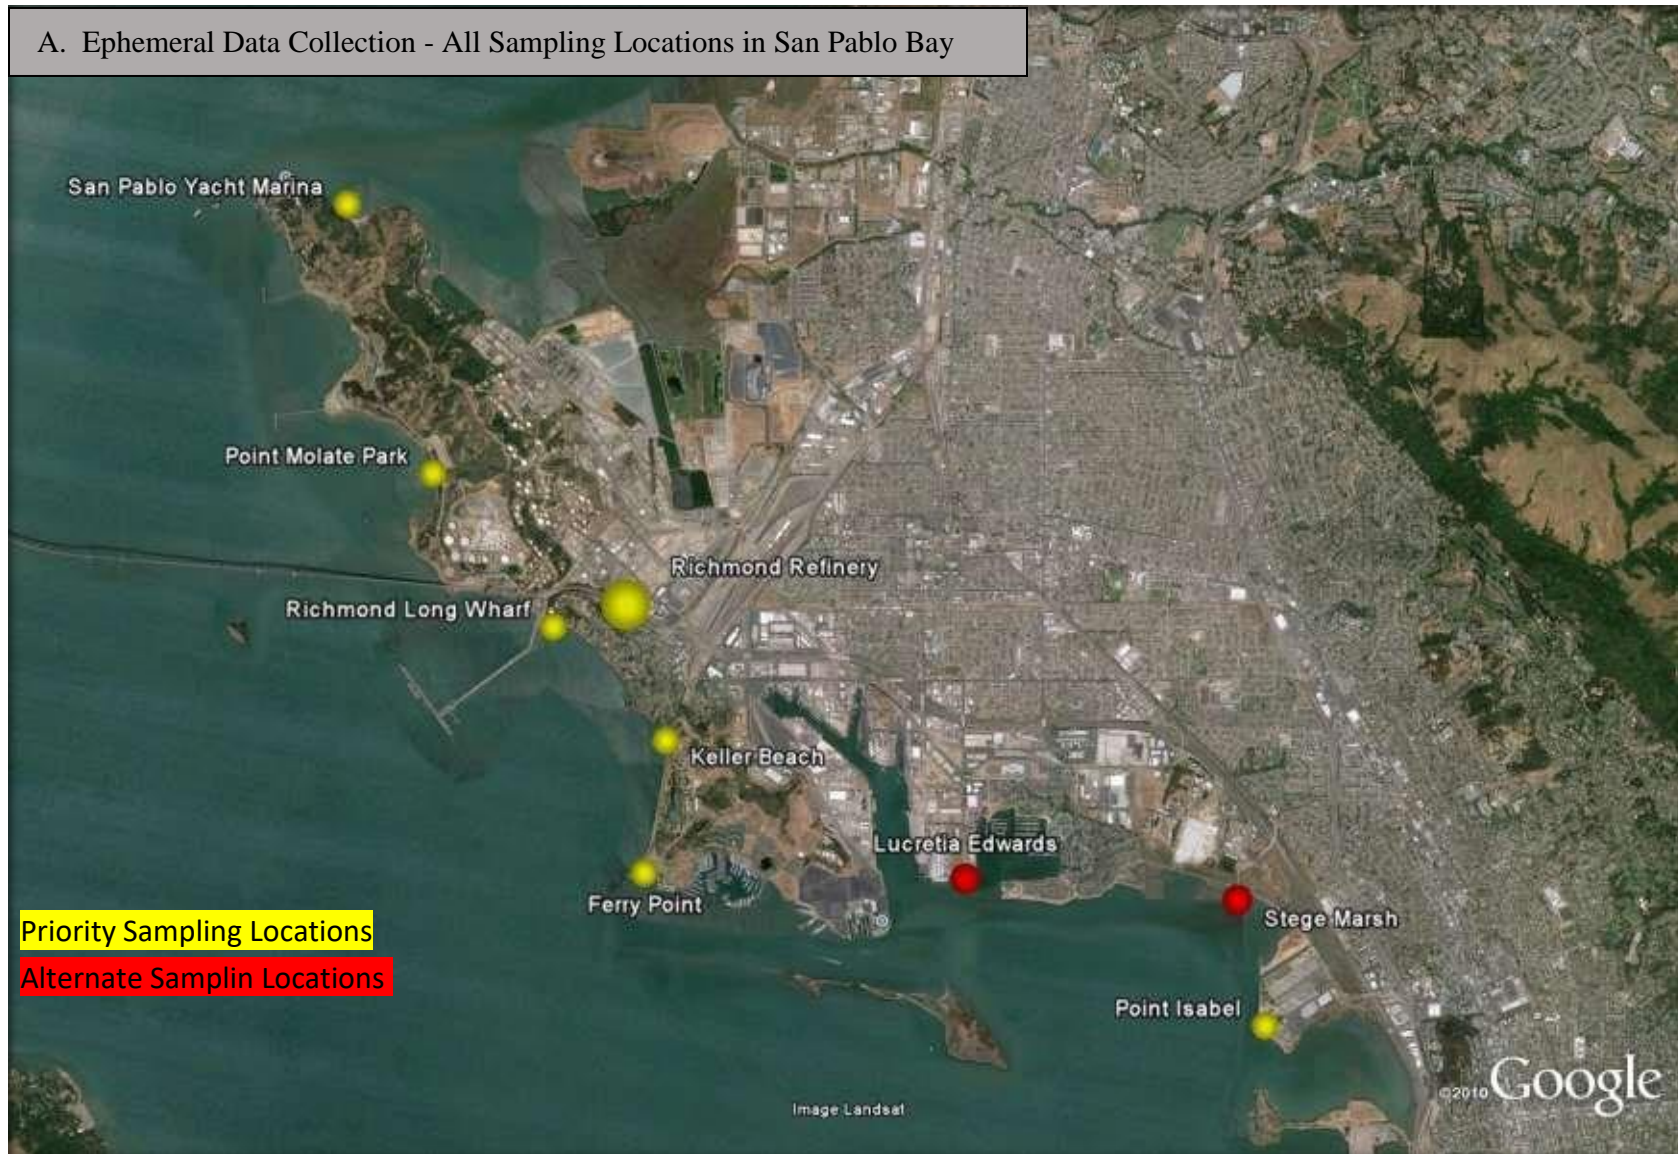 A. Ephemeral Data Collection - All Sampling Locations in San Pablo Bay
San Pablo Yacht Marina
Point Molate Park
Richmond Refinery
Richmond Long Wharf
Keller Beach
Lucretia Edwards
Ferry Point
Stege Marsh
Priority Sampling Locations
Alternate Samplin Locations
Point Isabel
©2010 Google
Image Landsat